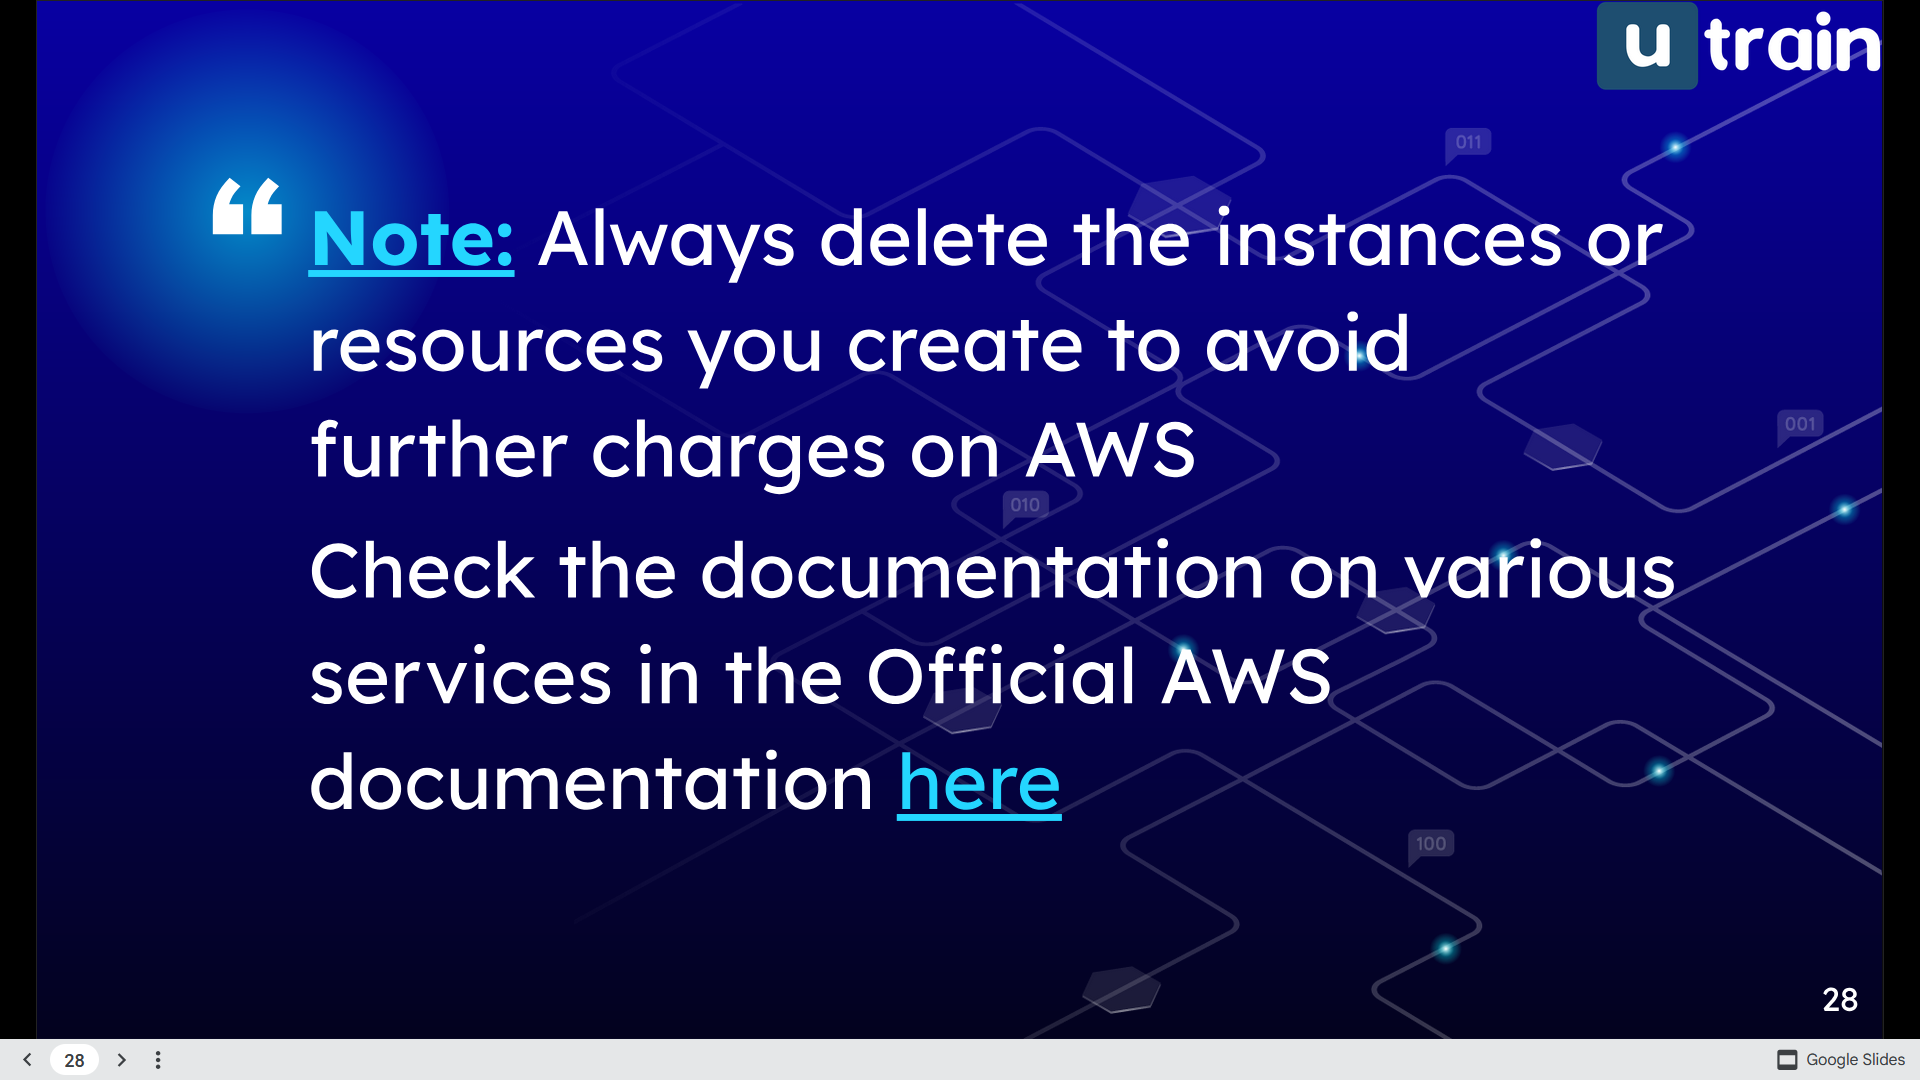 u train
011
“ Note: Always delete the instances or
resources you create to avoid
further charges on AWS
001
010
Check the documentation on various
services in the Official AWS
documentation here
100
28
28
Google Slides